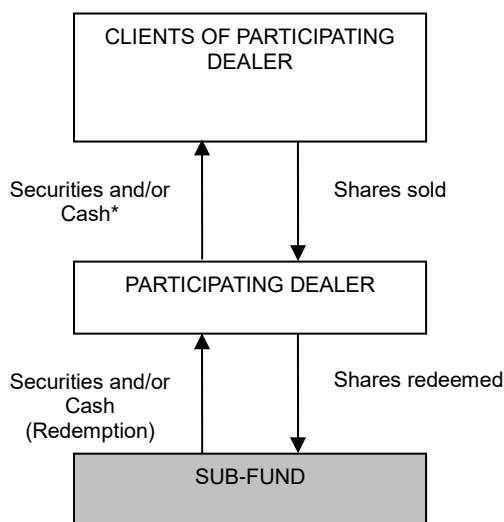 CLIENTS OF PARTICIPATING
DEALER
Securities and/or
Cash*
Shares sold
PARTICIPATING DEALER
Securities and/or
Cash
(Redemption)
Shares redeemed
SUB-FUND